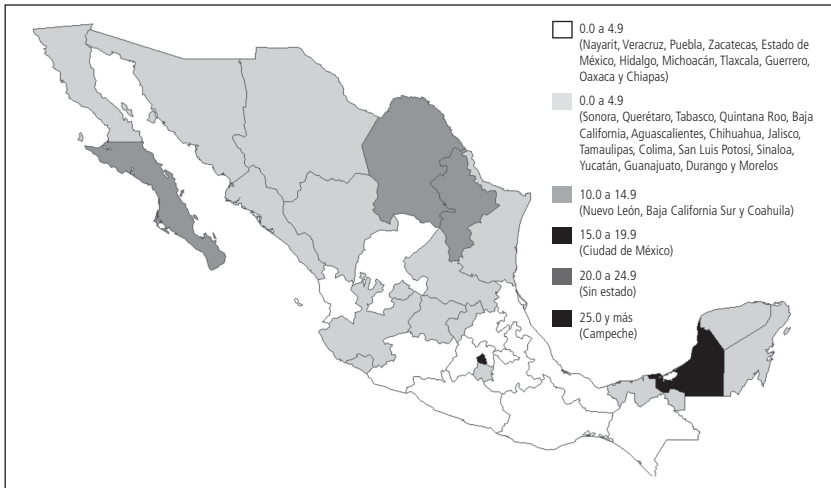 0.0 a 4.9
(Nayarit, Veracruz, Puebla, Zacatecas, Estado de
México, Hidalgo, Michoacán, Tlaxcala, Guerrero,
Oaxaca y Chiapas)
0.0 a 4.9
(Sonora, Querétaro, Tabasco, Quintana Roo, Baja
California, Aguascalientes, Chihuahua, Jalisco,
Tamaulipas, Colima, San Luis Potosí, Sinaloa,
Yucatán, Guanajuato, Durango y Morelos
10.0 a 14.9
(Nuevo León, Baja California Sur y Coahuila)
15.0 a 19.9
(Ciudad de México)
20.0 a 24.9
(Sin estado)
25.0 y más
(Campeche)